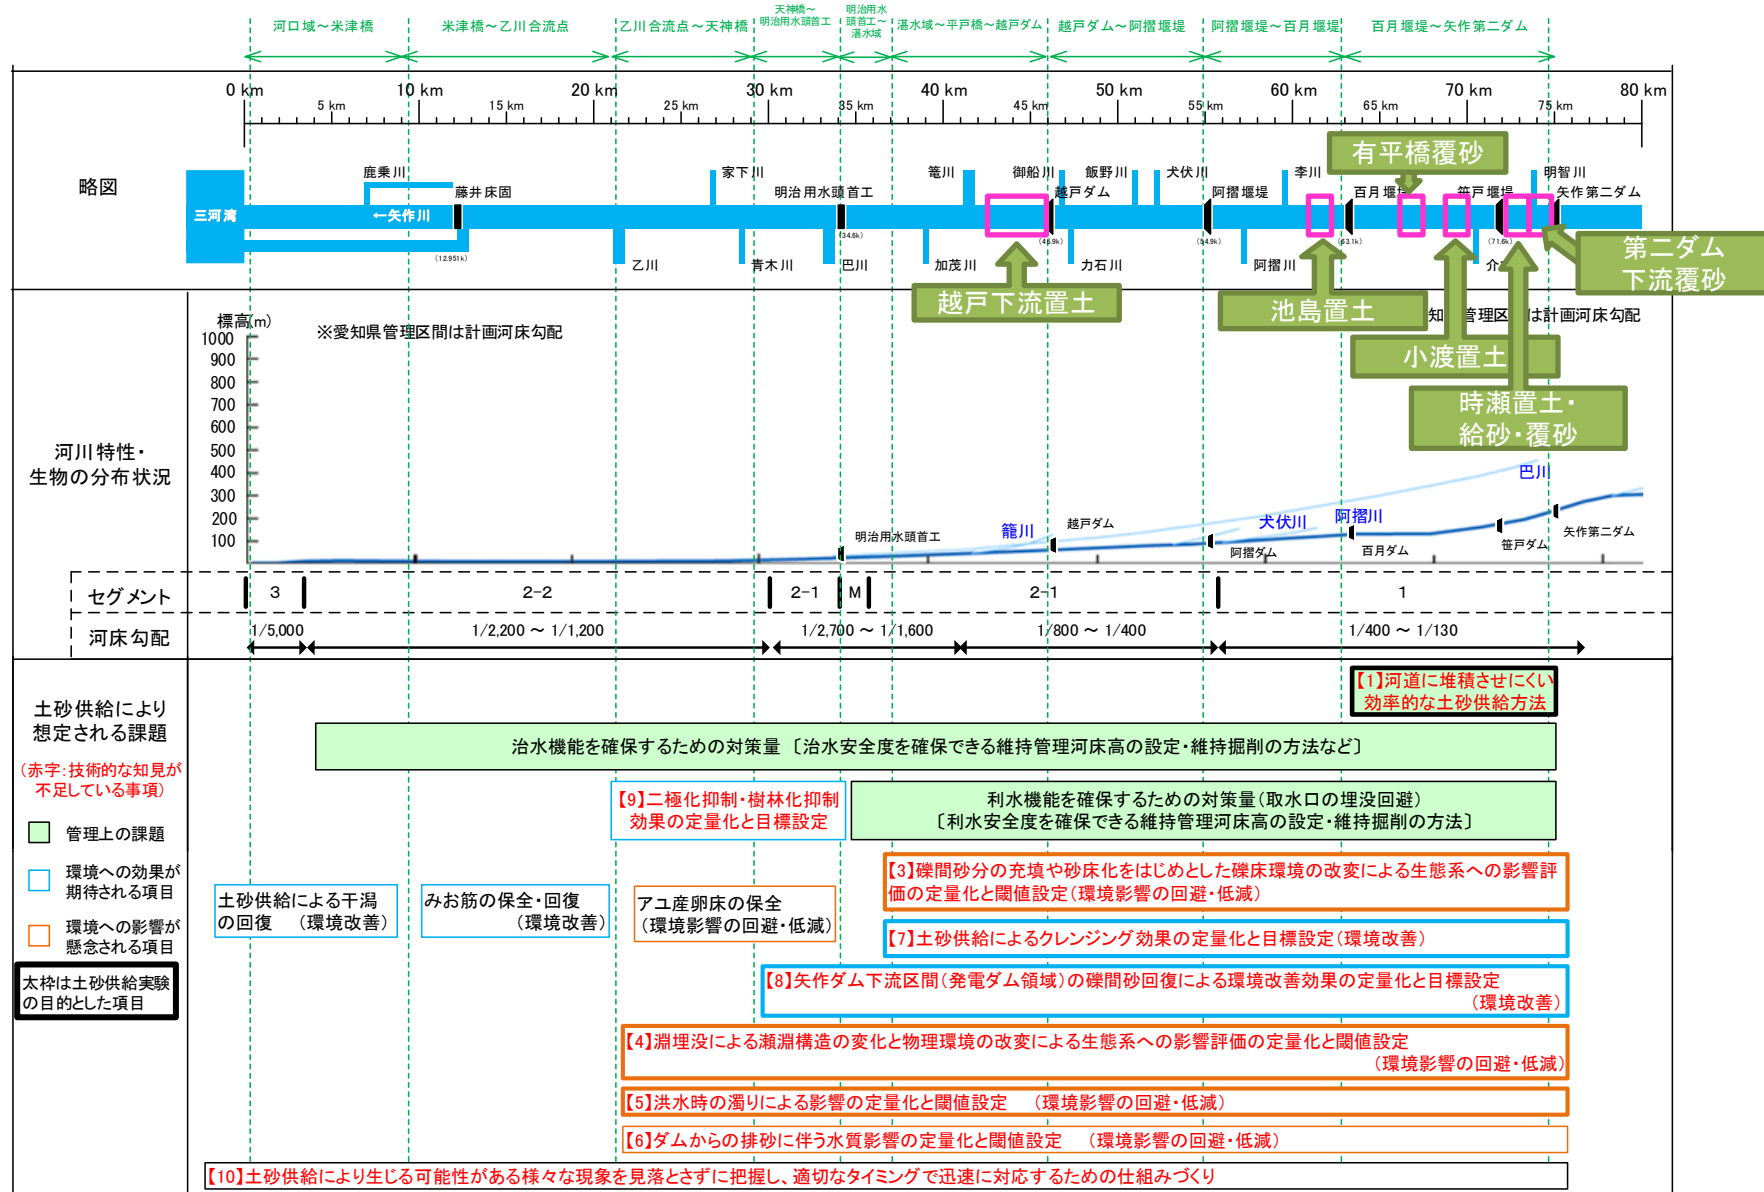 河口域～米津橋
米津橋～乙川合流点
乙川合流点～天神橋
天神橋～
明治用水頭首工
明治用水
頭首工～
湛水域
湛水域～平戸橋～越戸ダム
越戸ダム～阿摺堰堤
阿摺堰堤～百月堰堤
百月堰堤～矢作第二ダム
0 km
5 km
10 km
15 km
20 km
25 km
30 km
35 km
40 km
45 km
50 km
55 km
60 km
65 km
70 km
75 km
80 km
略図
三河湾
←矢作川
鹿乗川
藤井床固
(12.951k)
家下川
乙川
青木川
明治用水頭首工
(34.6k)
巴川
篭川
加茂川
御船川
越戸ダム
(45.9k)
飯野川
力石川
犬伏川
阿摺堰堤
(54.9k)
阿摺川
李川
百月堰堤
(63.1k)
笹戸堰堤
(71.6k)
介
明智川
矢作第二ダム
有平橋覆砂
越戸下流置土
池島置土
小渡置土
時瀬置土・
給砂・覆砂
第二ダム
下流覆砂
河川特性・
生物の分布状況
標高(m)
※愛知県管理区間は計画河床勾配
知
管理区
は計画河床勾配
1000
900
800
700
600
500
400
300
200
100
明治用水頭首工
籠川
越戸ダム
犬伏川
阿摺ダム
阿摺川
百月ダム
巴川
笹戸ダム
矢作第二ダム
セグメント
3
2-2
2-1
M
2-1
1
河床勾配
1/5,000
1/2,200 ～ 1/1,200
1/2,700 ～ 1/1,600
1/800 ～ 1/400
1/400 ～ 1/130
土砂供給により
想定される課題
(赤字:技術的な知見が
不足している事項)
管理上の課題
環境への効果が
期待される項目
環境への影響が
懸念される項目
太枠は土砂供給実験
の目的とした項目
【1】河道に堆積させにくい
効率的な土砂供給方法
治水機能を確保するための対策量 〔治水安全度を確保できる維持管理河床高の設定・維持掘削の方法など〕
【9】二極化抑制・樹林化抑制
効果の定量化と目標設定
利水機能を確保するための対策量(取水口の埋没回避)
〔利水安全度を確保できる維持管理河床高の設定・維持掘削の方法〕
【3】礫間砂分の充填や砂床化をはじめとした礫床環境の改変による生態系への影響評
価の定量化と閾値設定(環境影響の回避・低減)
土砂供給による干潟
の回復 (環境改善)
みお筋の保全・回復
(環境改善)
アユ産卵床の保全
(環境影響の回避・低減)
【7】土砂供給によるクレンジング効果の定量化と目標設定(環境改善)
【8】矢作ダム下流区間(発電ダム領域)の礫間砂回復による環境改善効果の定量化と目標設定
(環境改善)
【4】淵埋没による瀬淵構造の変化と物理環境の改変による生態系への影響評価の定量化と閾値設定
(環境影響の回避・低減)
【5】洪水時の濁りによる影響の定量化と閾値設定 (環境影響の回避・低減)
【6】ダムからの排砂に伴う水質影響の定量化と閾値設定 (環境影響の回避・低減)
【10】土砂供給により生じる可能性がある様々な現象を見落とさずに把握し、適切なタイミングで迅速に対応するための仕組みづくり